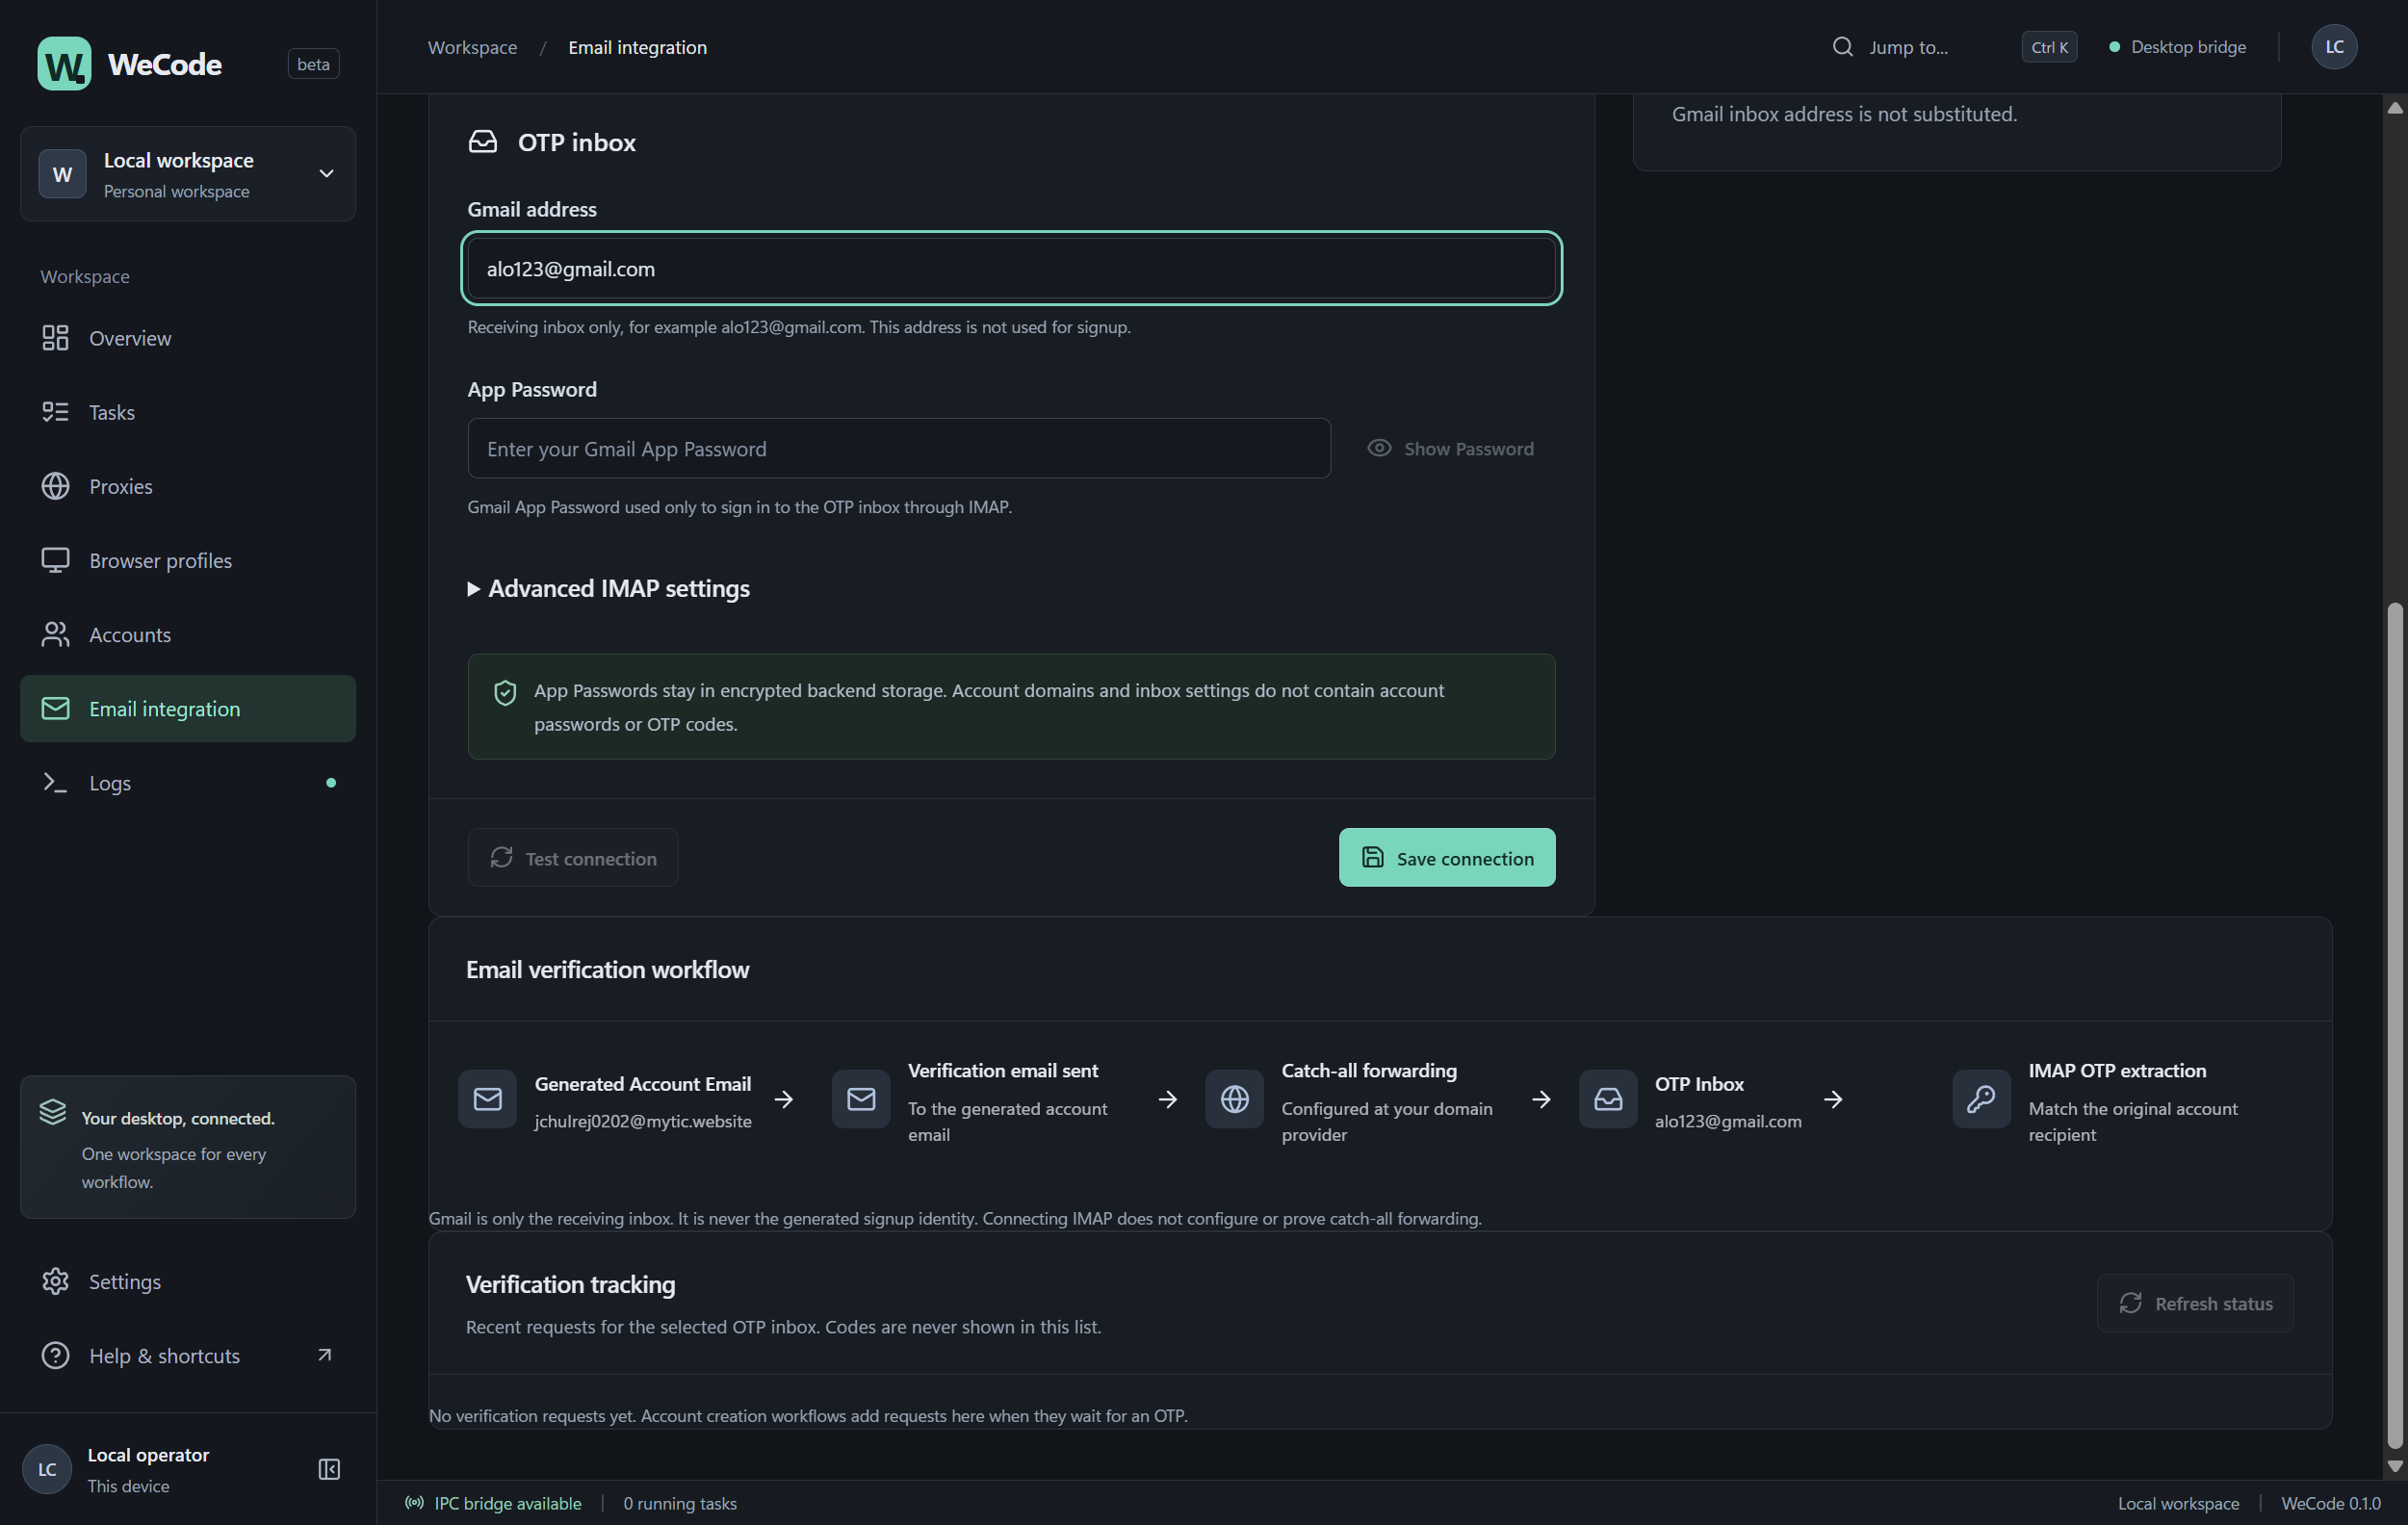 W.
WeCode
beta
W
Local workspace
Personal workspace
Workspace
Overview
Tasks
Proxies
Browser profiles
Accounts
Email integration
Logs
Your desktop, connected.
One workspace for every
workflow.
Settings
Help & shortcuts
LC
Local operator
This device
Workspace / Email integration
Jump to...
Ctrl K
Desktop bridge
LC
Gmail inbox address is not substituted.
OTP inbox
Gmail address
alo123@gmail.com
Receiving inbox only, for example alo123@gmail.com. This address is not used for signup.
App Password
Enter your Gmail App Password
Show Password
Gmail App Password used only to sign in to the OTP inbox through IMAP.
Advanced IMAP settings
App Passwords stay in encrypted backend storage. Account domains and inbox settings do not contain account
passwords or OTP codes.
Test connection
Save connection
Email verification workflow
Generated Account Email
jchulrej0202@mytic.website
Verification email sent
To the generated account
email
Catch-all forwarding
Configured at your domain
provider
OTP Inbox
alo123@gmail.com
IMAP OTP extraction
Match the original account
recipient
Gmail is only the receiving inbox. It is never the generated signup identity. Connecting IMAP does not configure or prove catch-all forwarding.
Verification tracking
Recent requests for the selected OTP inbox. Codes are never shown in this list.
Refresh status
No verification requests yet. Account creation workflows add requests here when they wait for an OTP.
IPC bridge available
0 running tasks
Local workspace
WeCode 0.1.0